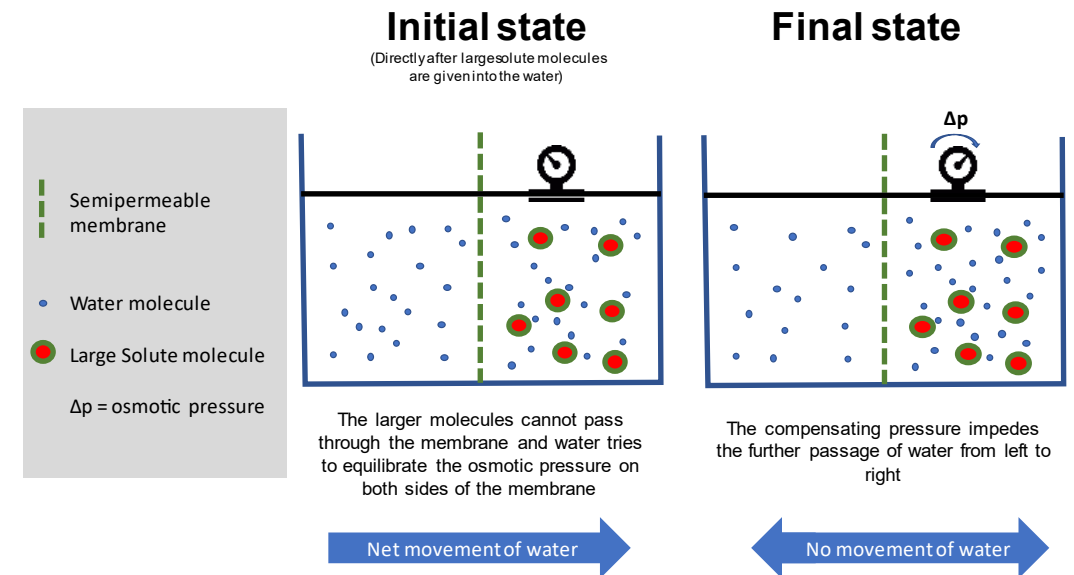 Initial state
(Directly after largesolute molecules
are given into the water)
Final state
Δp
Semipermeable
membrane
Water molecule
Large Solute molecule
Δp = osmotic pressure
The larger molecules cannot pass
through the membrane and water tries
to equilibrate the osmotic pressure on
both sides of the membrane
Net movement of water
The compensating pressure impedes
the further passage of water from left to
right
No movement of water